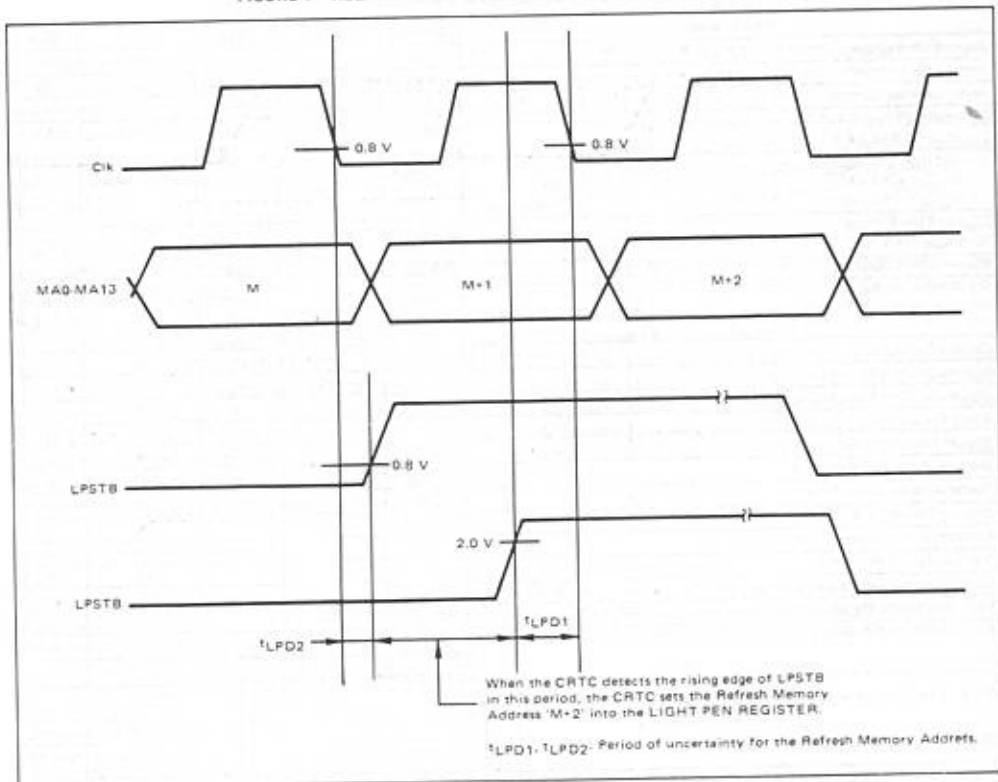 0.8 V
0.8 V
Clk
MA0-MA13
M
M+1
M+2
0.8 V
LPSTB
2.0 V
LPSTB
tLPD2
tLPD1
When the CRTC detects the rising edge of LPSTB
in this period, the CRTC sets the Refresh Memory
Address 'M+2' into the LIGHT PEN REGISTER.
tLPD1, tLPD2: Period of uncertainty for the Refresh Memory Address.